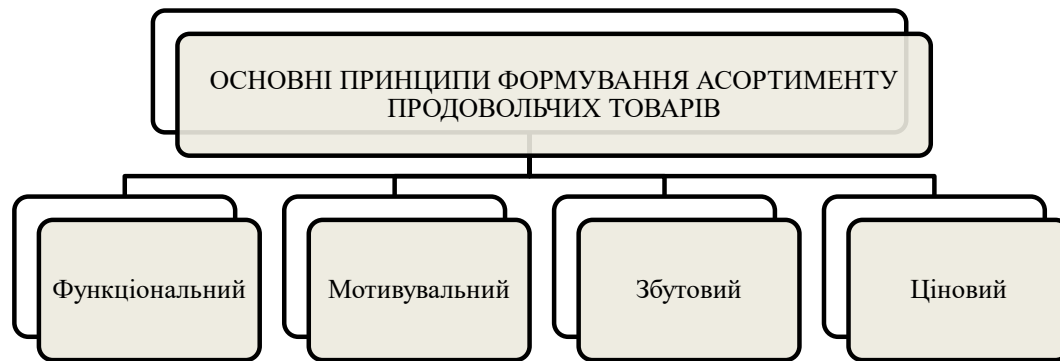 ОСНОВНІ ПРИНЦИПИ ФОРМУВАННЯ АСОРТИМЕНТУ
ПРОДОВОЛЬЧИХ ТОВАРІВ
Функціональний
Мотивувальний
Збутовий
Ціновий